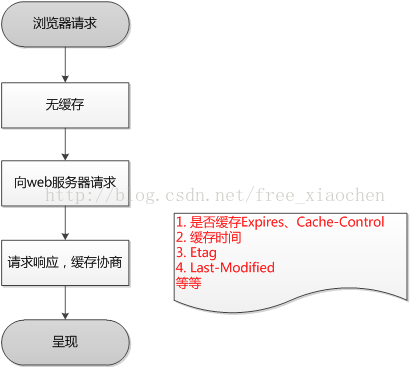 浏览器请求
无缓存
向web服务器请求
http://blog.csdn.net/free_xiaochen
请求响应，缓存协商
呈现
1. 是否缓存Expires、Cache-Control
2. 缓存时间
3. Etag
4. Last-Modified
等等